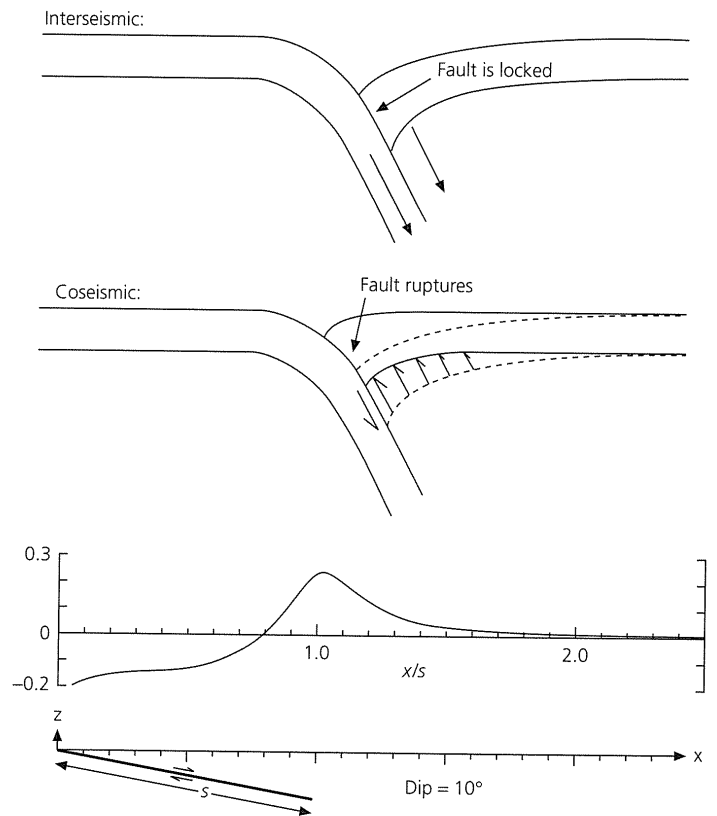 Interseismic:
Fault is locked
Coseismic:
Fault ruptures
0.3
0
1.0
2.0
x/s
–0.2
z
x
s
Dip = 10°